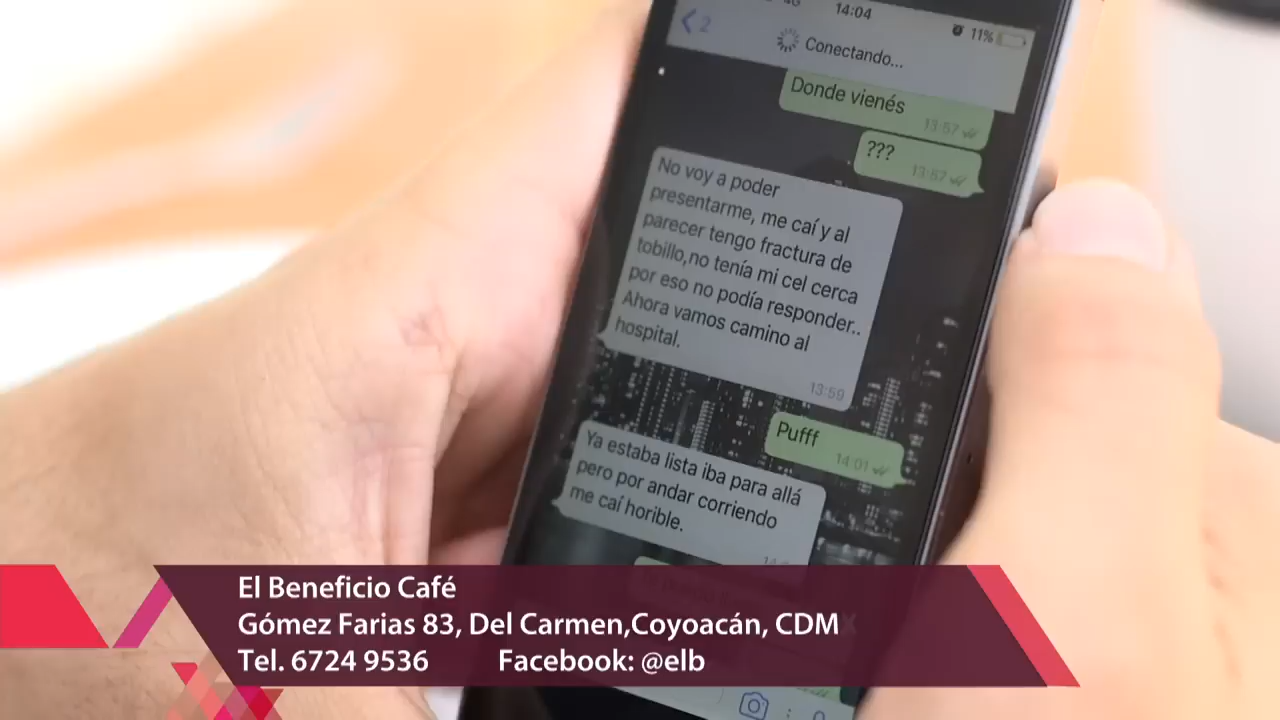 14:04
11%
2
Conectando...
Donde vienés
13:57
???
13:57
No voy a poder
presentarme, me caí y al
parecer tengo fractura de
tobillo,no tenía mi cel cerca
por eso no podía responder..
Ahora vamos camino al
hospital.
13:59
Pufff
14:01
Ya estaba lista iba para allá
pero por andar corriendo
me caí horible.
El Beneficio Café
Gómez Farias 83, Del Carmen,Coyoacán, CDMX
Tel. 6724 9536 Facebook: @elb